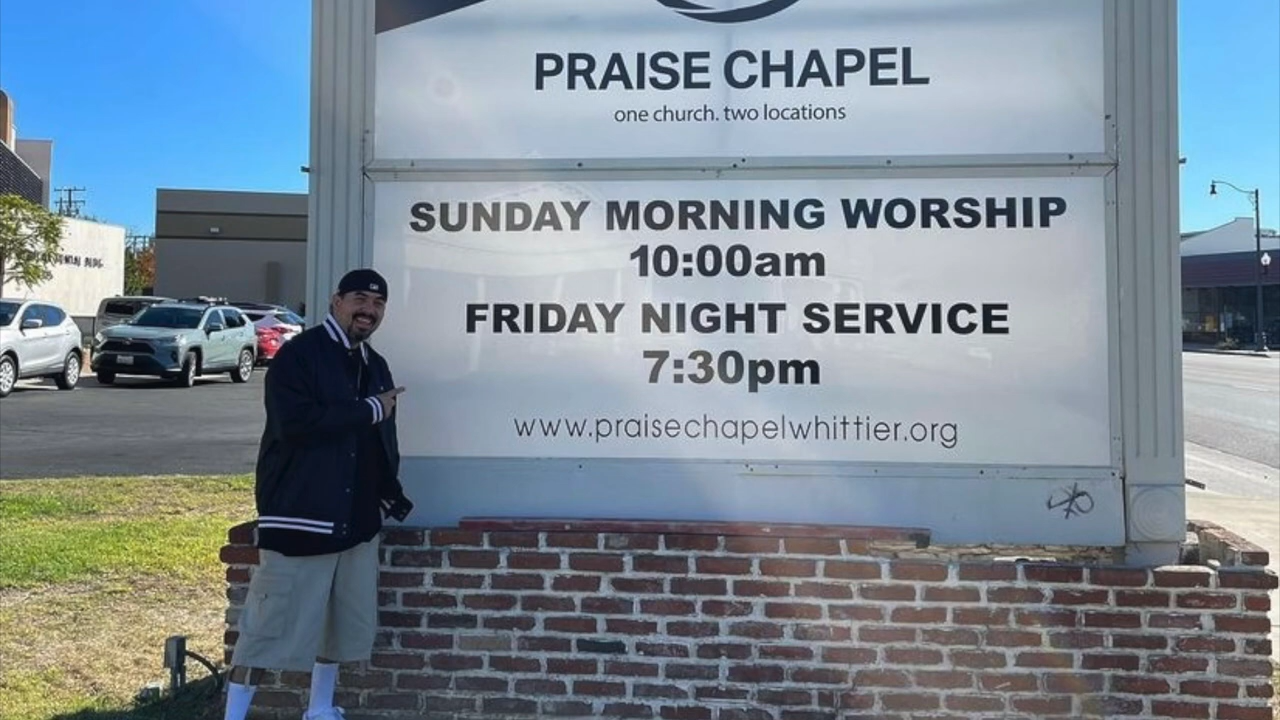 PRAISE CHAPEL
one church. two locations
SUNDAY MORNING WORSHIP
10:00am
FRIDAY NIGHT SERVICE
7:30pm
www.praisechapelwhittier.org
BLDG.